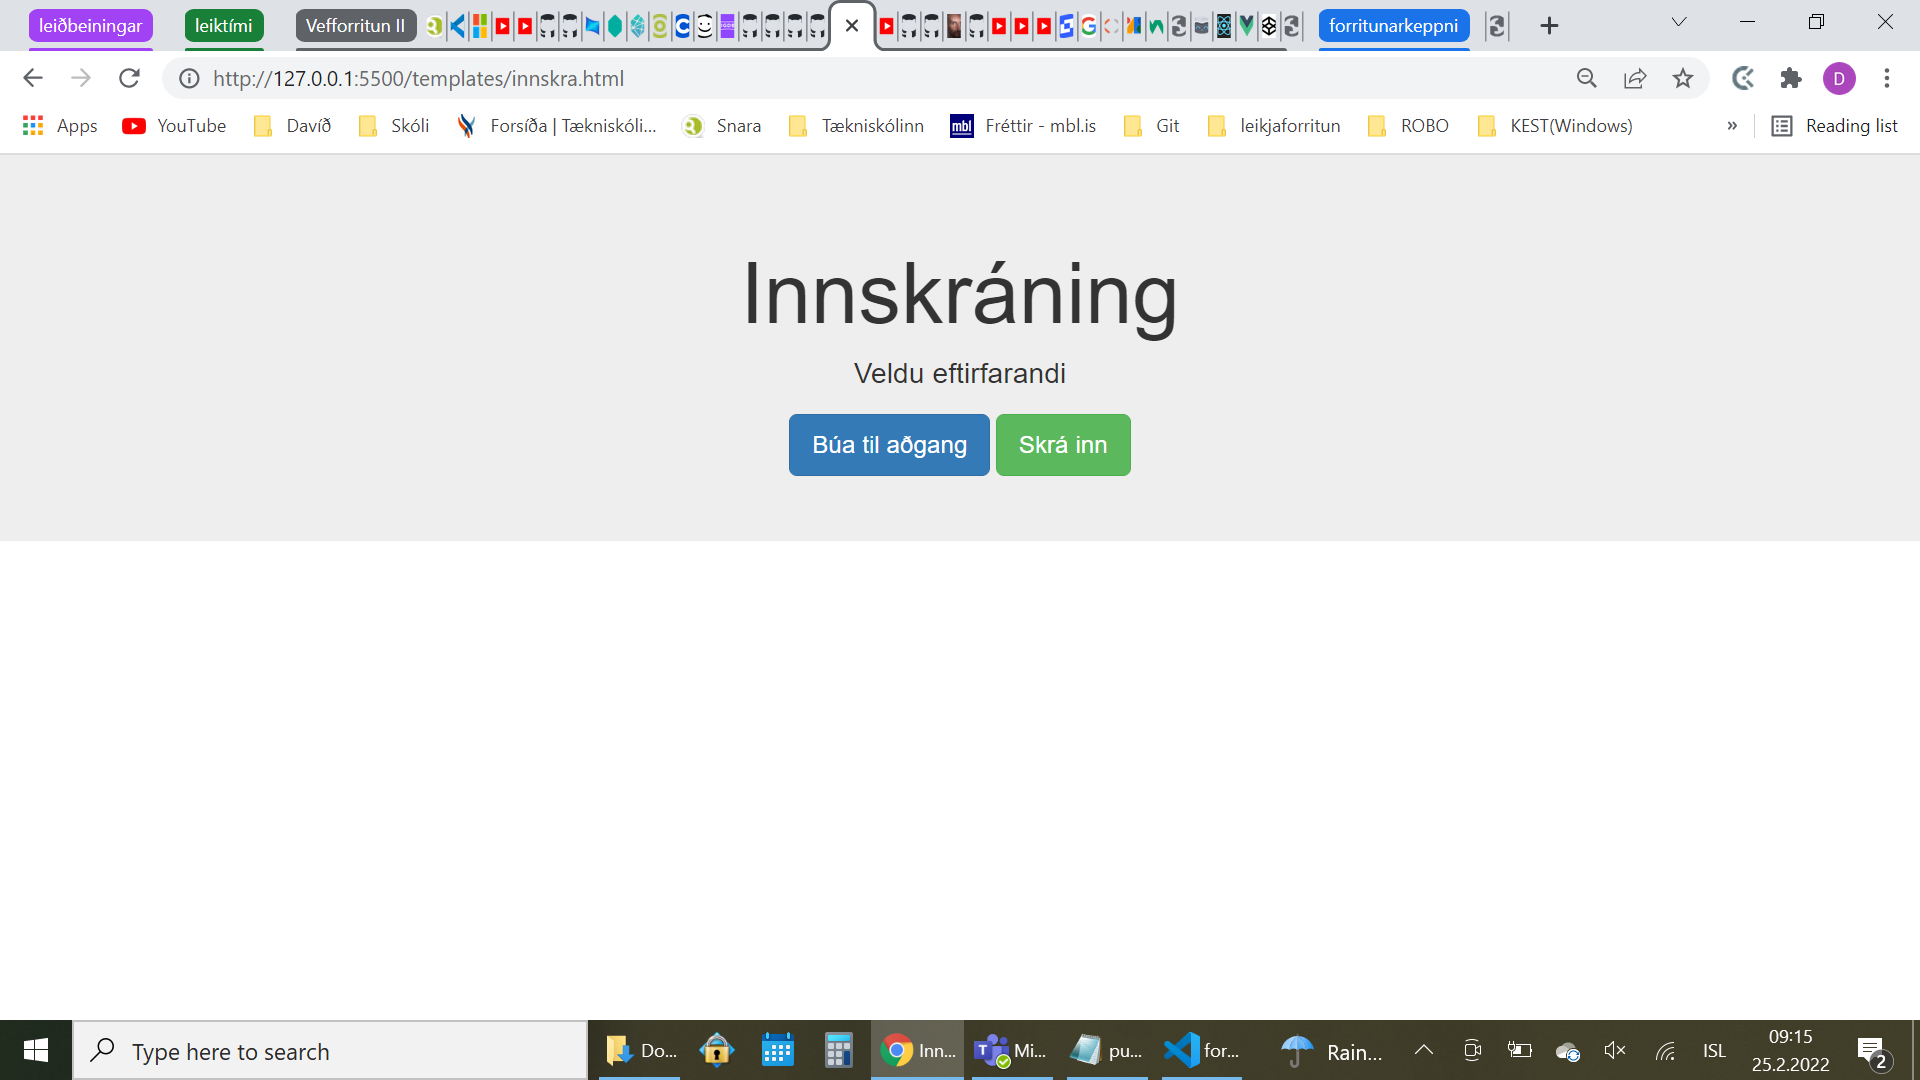 leiðbeiningar leiktími Vefforritun II forritunarkeppni
http://127.0.0.1:5500/templates/innskra.html D
Apps YouTube Davíð Skóli Forsíða | Tækniskóli... Snara Tækniskólinn mbl Fréttir - mbl.is Git leikjaforritun ROBO KEST(Windows) » Reading list
Innskráning
Veldu eftirfarandi
Búa til aðgang Skrá inn
Type here to search Do... Inn... Mi... pu... for... Rain... ISL 09:15
25.2.2022 2